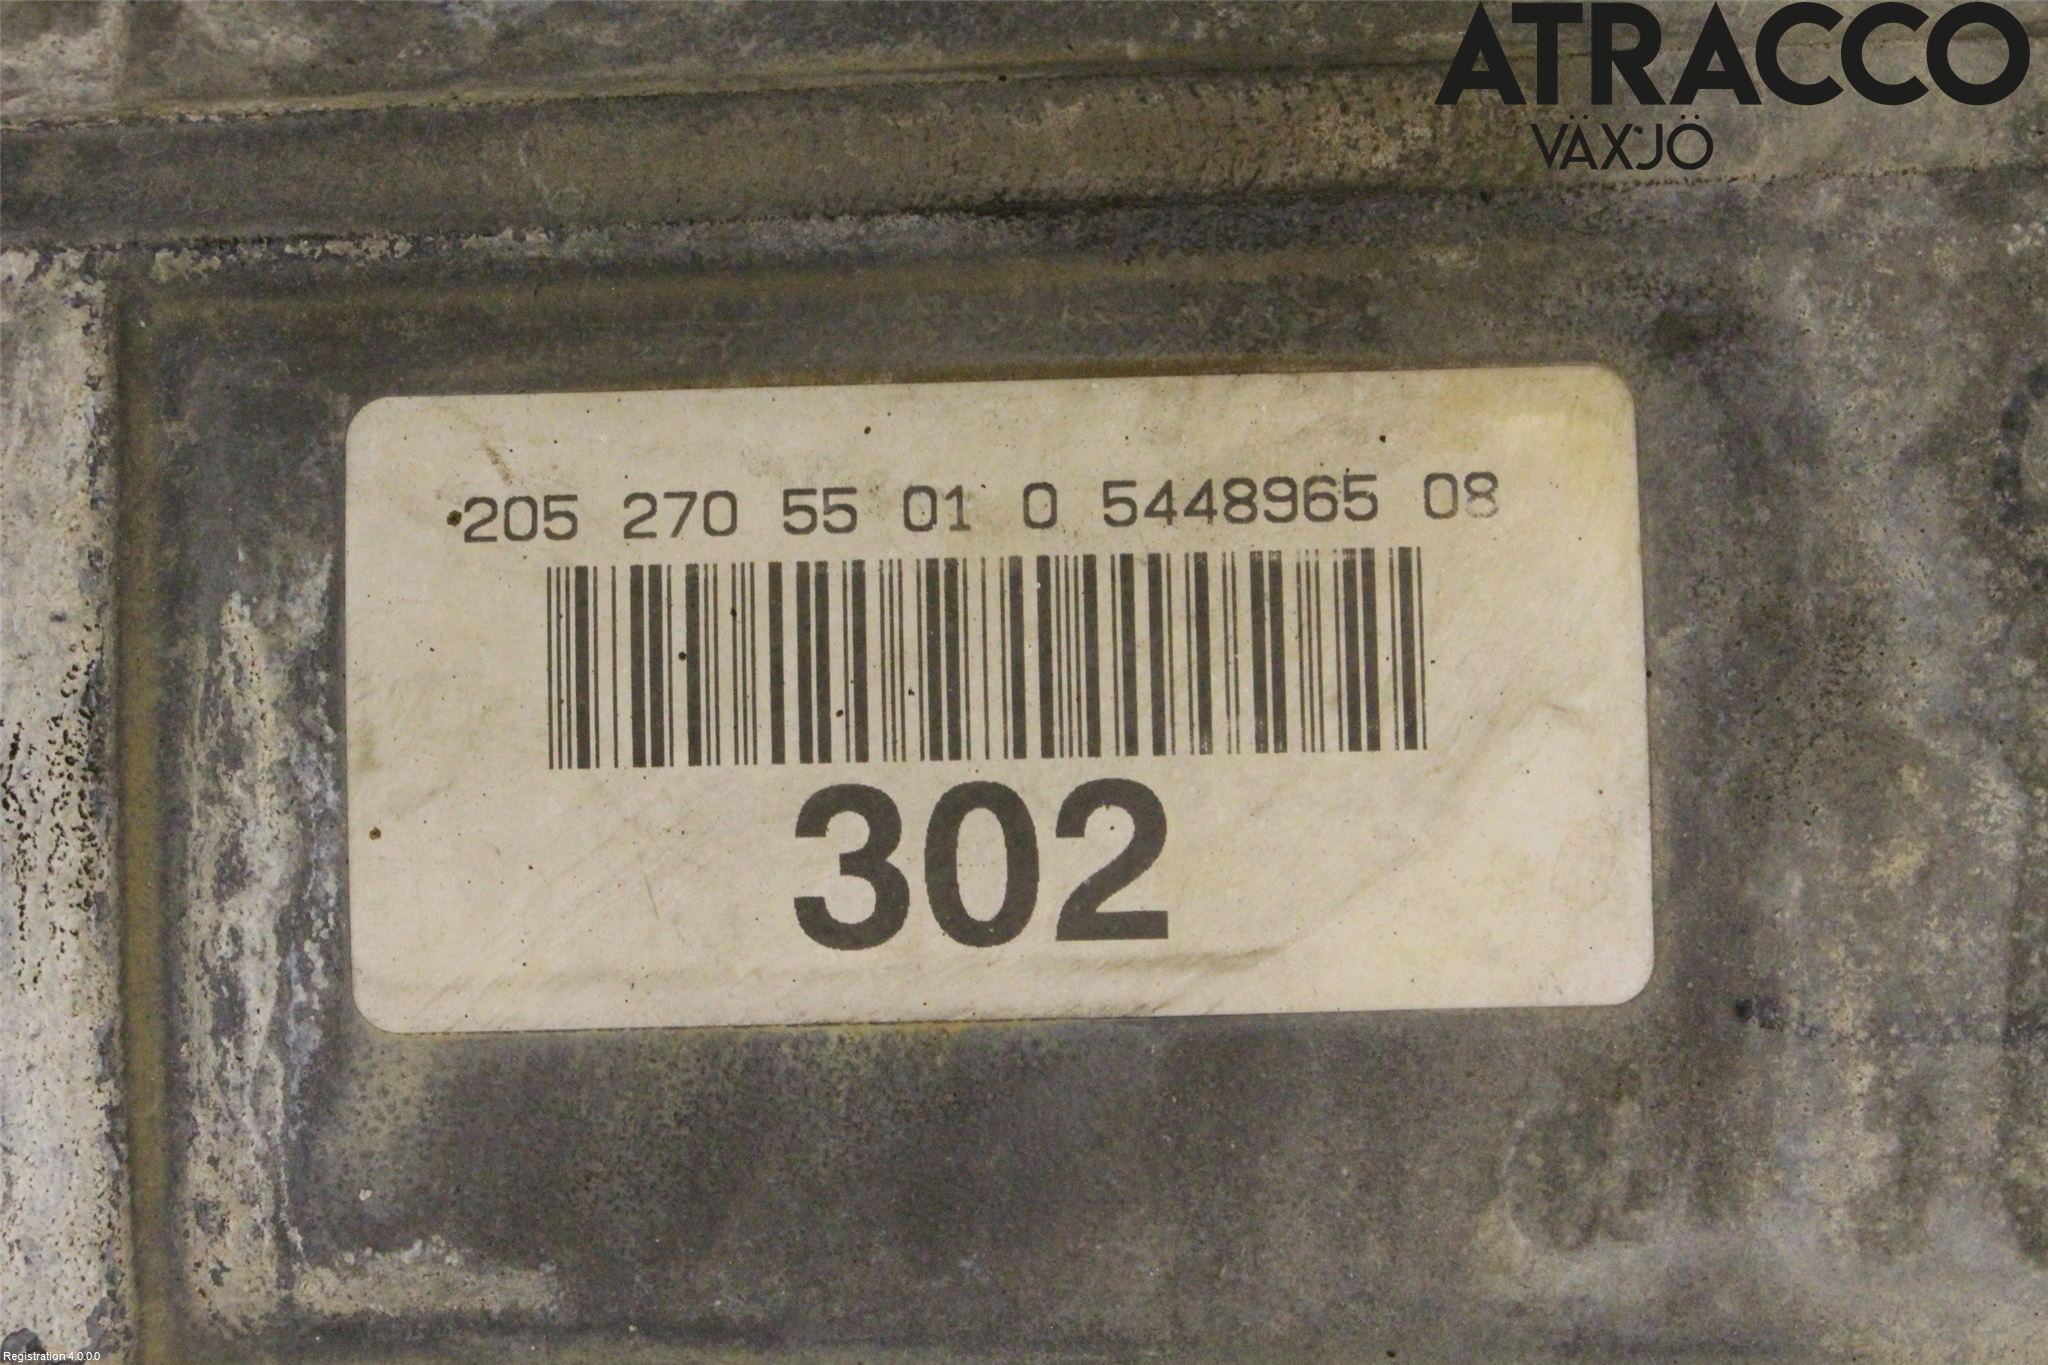 ATRACCO
VÄXJÖ
205 270 55 01 0 5448965 08
302
Registration 4.0.0.0